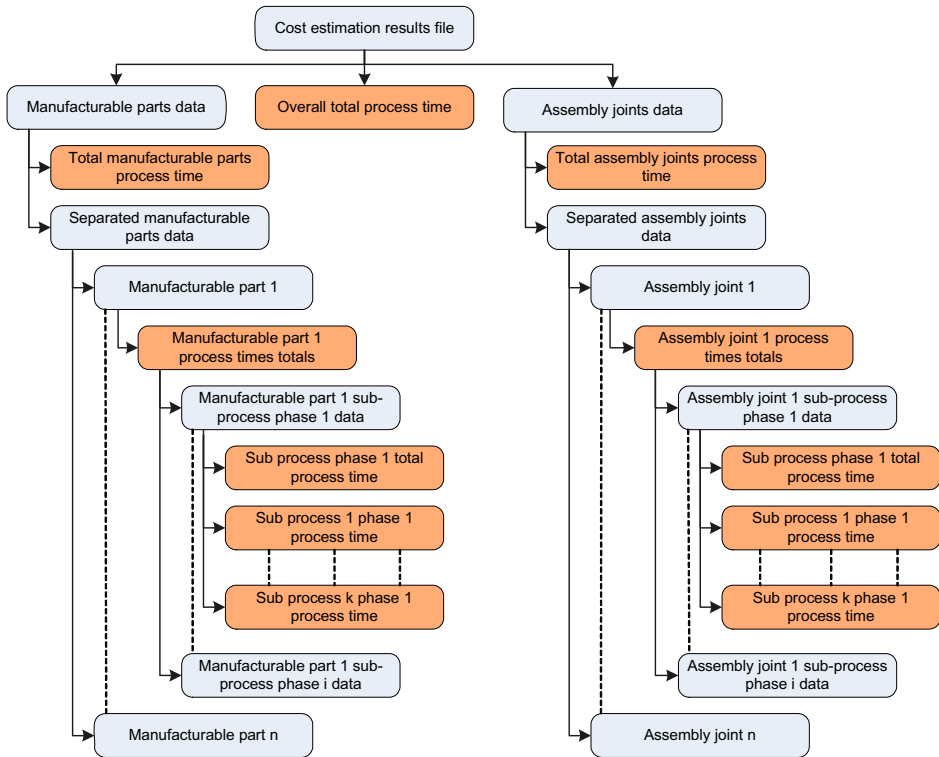 Cost estimation results file
Manufacturable parts data
Overall total process time
Assembly joints data
Total manufacturable parts
process time
Total assembly joints process
time
Separated manufacturable
parts data
Separated assembly joints
data
Manufacturable part 1
Assembly joint 1
Manufacturable part 1
process times totals
Assembly joint 1 process
times totals
Manufacturable part 1 sub-
process phase 1 data
Assembly joint 1 sub-process
phase 1 data
Sub process phase 1 total
process time
Sub process phase 1 total
process time
Sub process 1 phase 1
process time
Sub process 1 phase 1
process time
Sub process k phase 1
process time
Sub process k phase 1
process time
Manufacturable part 1 sub-
process phase i data
Assembly joint 1 sub-process
phase i data
Manufacturable part n
Assembly joint n